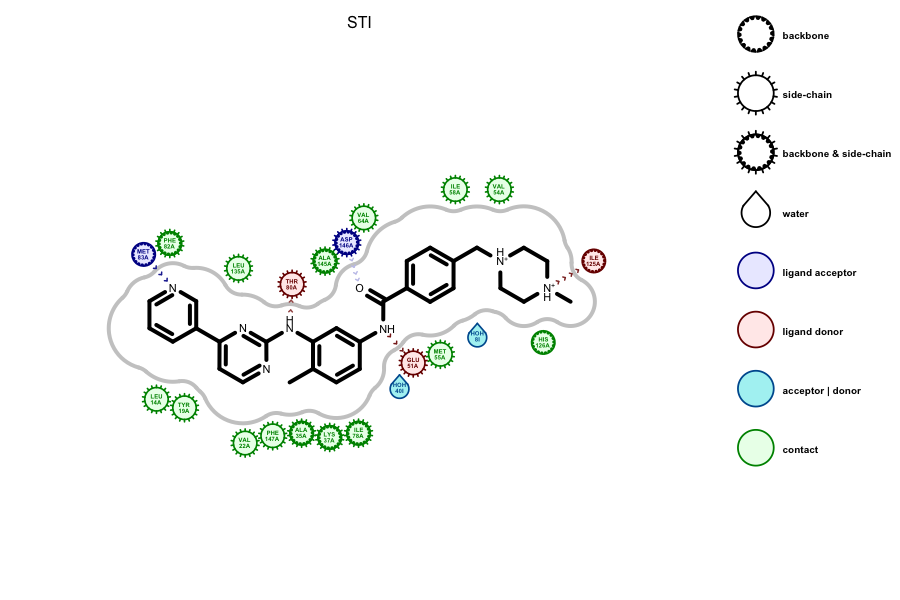 STI
backbone
side-chain
backbone & side-chain
water
ligand acceptor
ligand donor
acceptor | donor
contact
ILE
58A
VAL
54A
VAL
64A
ASP
146A
PHE
82A
MET
83A
ALA
145A
ILE
125A
LEU
135A
THR
80A
O
H
N+
N
H
N
N+
H
N
NH
N
HOH
8I
HIS
126A
MET
55A
GLU
51A
HOH
40I
LEU
14A
TYR
19A
VAL
22A
PHE
147A
ALA
35A
LYS
37A
ILE
78A